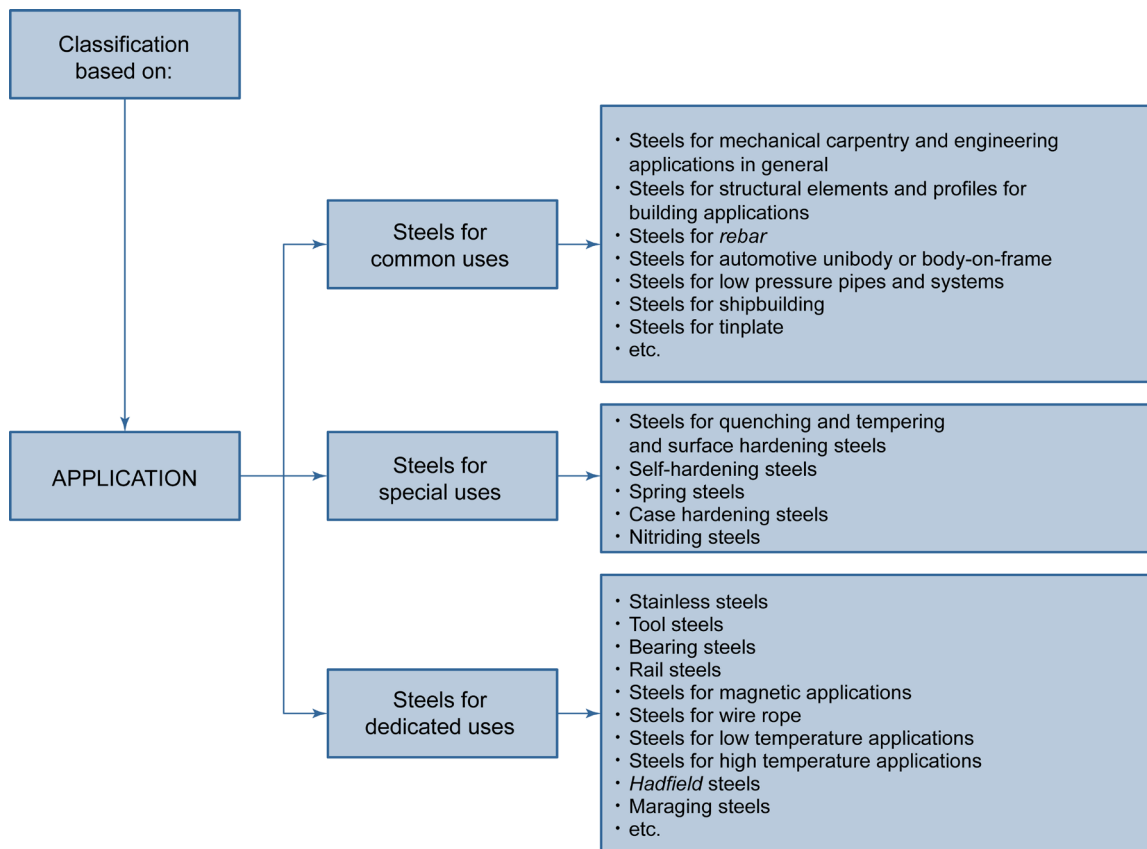 Classification
based on:
APPLICATION
Steels for
common uses
• Steels for mechanical carpentry and engineering
applications in general
• Steels for structural elements and profiles for
building applications
• Steels for rebar
• Steels for automotive unibody or body-on-frame
• Steels for low pressure pipes and systems
• Steels for shipbuilding
• Steels for tinplate
• etc.
Steels for
special uses
• Steels for quenching and tempering
and surface hardening steels
• Self-hardening steels
• Spring steels
• Case hardening steels
• Nitriding steels
Steels for
dedicated uses
• Stainless steels
• Tool steels
• Bearing steels
• Rail steels
• Steels for magnetic applications
• Steels for wire rope
• Steels for low temperature applications
• Steels for high temperature applications
• Hadfield steels
• Maraging steels
• etc.